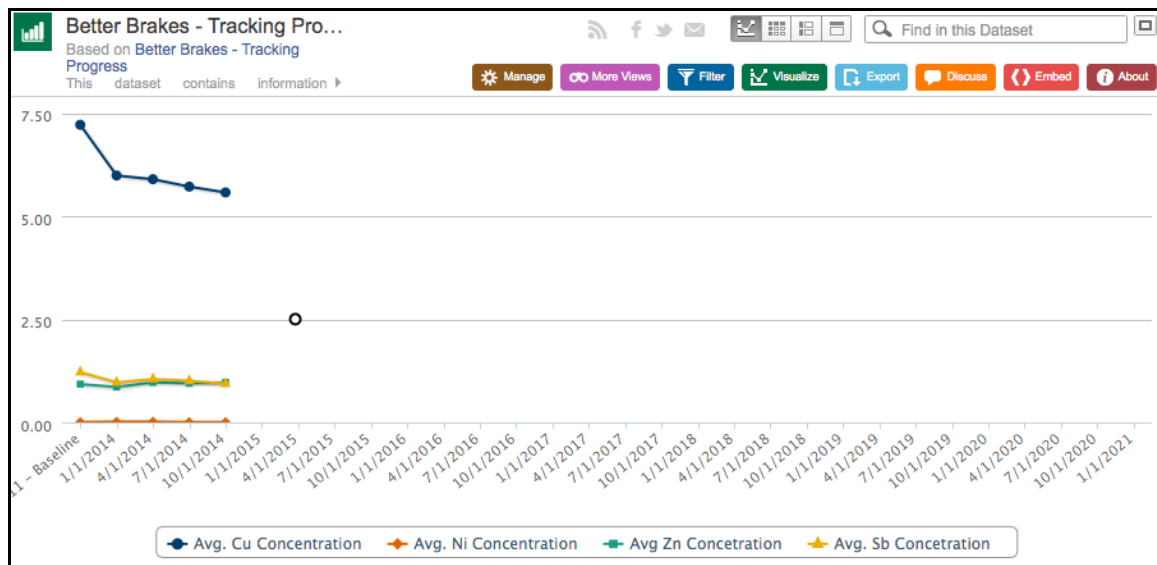 Better Brakes - Tracking Pro...
Based on Better Brakes - Tracking
Progress
This dataset contains information
Find in this Dataset
Manage
More Views
Filter
Visualize
Export
Discuss
Embed
About
7.50
5.00
2.50
0.00
11 - Baseline
1/1/2014
4/1/2014
7/1/2014
10/1/2014
1/1/2015
4/1/2015
7/1/2015
10/1/2015
1/1/2016
4/1/2016
7/1/2016
10/1/2016
1/1/2017
4/1/2017
7/1/2017
10/1/2017
1/1/2018
4/1/2018
7/1/2018
10/1/2018
1/1/2019
4/1/2019
7/1/2019
10/1/2019
1/1/2020
4/1/2020
7/1/2020
10/1/2020
1/1/2021
Avg. Cu Concentration
Avg. Ni Concentration
Avg Zn Concetration
Avg. Sb Concetration